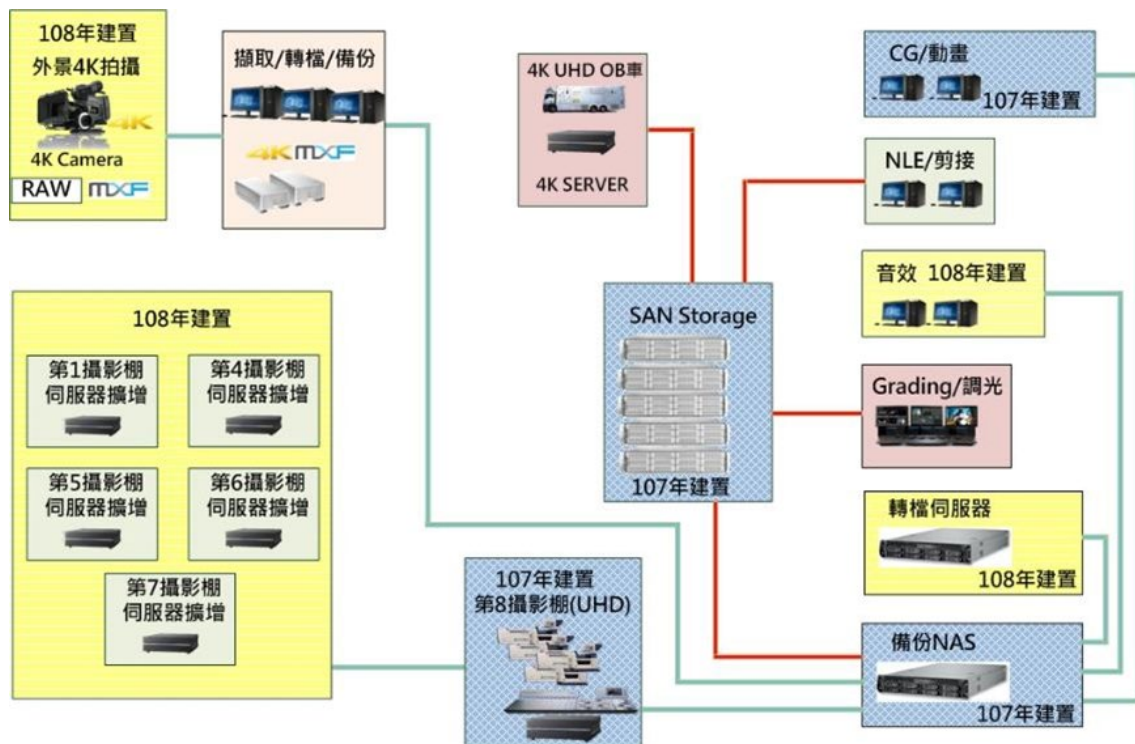 108年建置
外景4K拍攝
4K
4K Camera
RAW MXF
擷取/轉檔/備份
4K MXF
4K UHD OB車
4K SERVER
CG/動畫
107年建置
NLE/剪接
音效 108年建置
SAN Storage
107年建置
Grading/調光
轉檔伺服器
108年建置
備份NAS
107年建置
108年建置
第1攝影棚
伺服器擴增
第4攝影棚
伺服器擴增
第5攝影棚
伺服器擴增
第6攝影棚
伺服器擴增
第7攝影棚
伺服器擴增
107年建置
第8攝影棚(UHD)